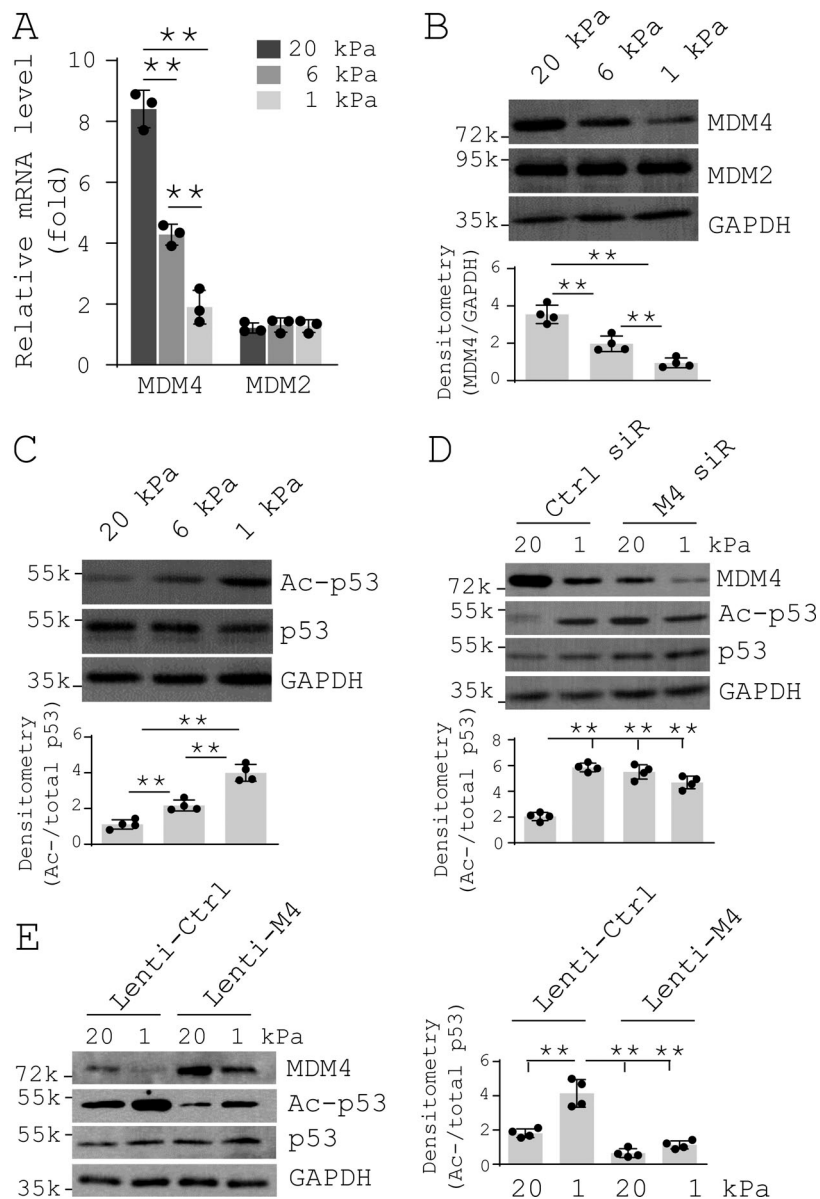 A
Relative mRNA level
(fold)
10
8
6
4
2
0
** 
**
**
20 kPa
6 kPa
1 kPa
MDM4 MDM2
B
20 kPa 6 kPa 1 kPa
72k MDM4
95k MDM2
35k GAPDH
Densitometry
(MDM4/GAPDH)
6
4
2
0
**
**
**
C
20 kPa 6 kPa 1 kPa
55k Ac-p53
55k p53
35k GAPDH
Densitometry
(Ac-/total p53)
6
4
2
0
**
**
**
D
Ctrl siR M4 siR
20 1 20 1 kPa
72k MDM4
55k Ac-p53
55k p53
35k GAPDH
Densitometry
(Ac-/total p53)
8
6
4
2
0
** ** **
E
Lenti-Ctrl Lenti-M4
20 1 20 1 kPa
72k MDM4
55k Ac-p53
55k p53
35k GAPDH
Lenti-Ctrl Lenti-M4
Densitometry
(Ac-/total p53)
6
4
2
0
** ** **
20 1 20 1 kPa